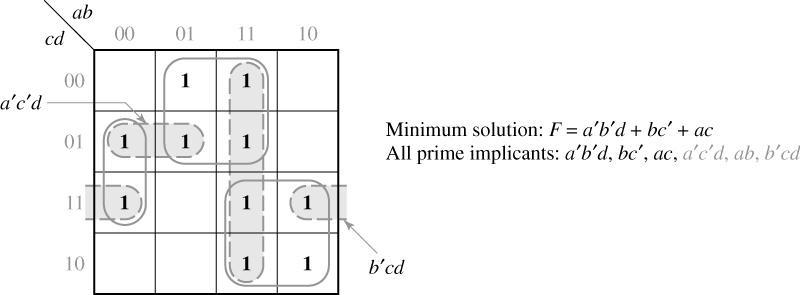 ab
cd
00 01 11 10
00 1 1
a′c′d
01 1 1 1
11 1 1 1
10 1 1
b′cd
Minimum solution: F = a′b′d + bc′ + ac
All prime implicants: a′b′d, bc′, ac, a′c′d, ab, b′cd